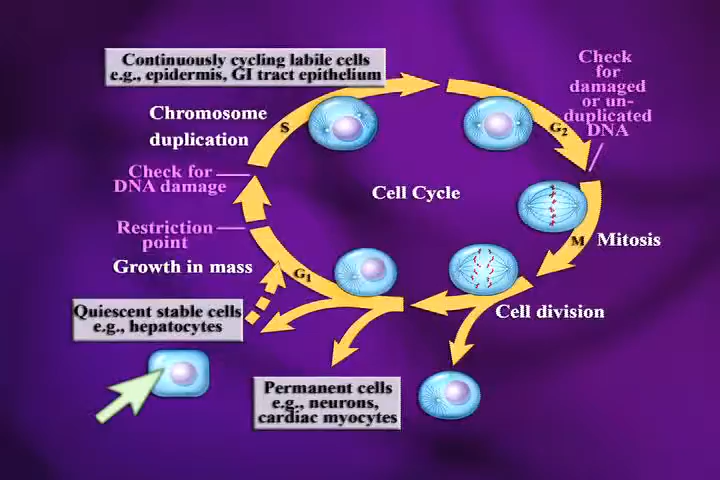 Continuously cycling labile cells
e.g., epidermis, GI tract epithelium
Check
for
damaged
or un-
duplicated
DNA
Chromosome
duplication
S
G2
Check for
DNA damage
Cell Cycle
Restriction
point
M
Mitosis
Growth in mass
G1
Quiescent stable cells
e.g., hepatocytes
Cell division
Permanent cells
e.g., neurons,
cardiac myocytes